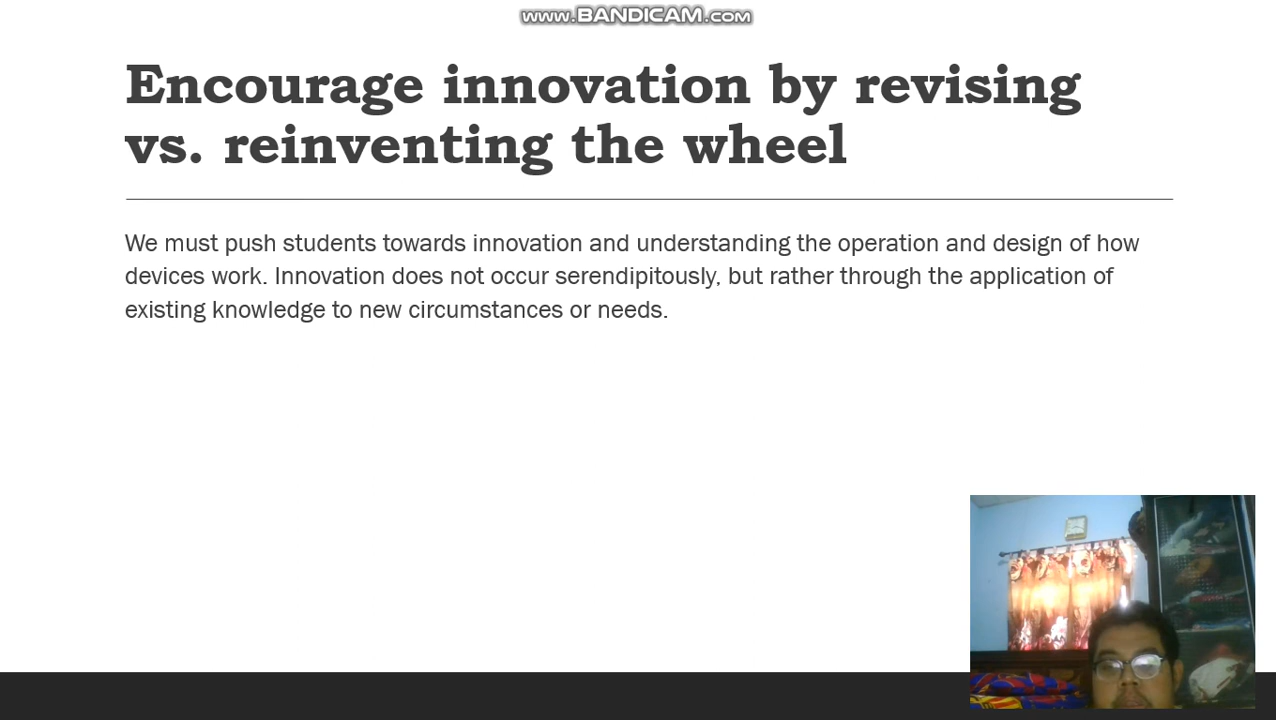 www.BANDICAM.com
Encourage innovation by revising
vs. reinventing the wheel
We must push students towards innovation and understanding the operation and design of how
devices work. Innovation does not occur serendipitously, but rather through the application of
existing knowledge to new circumstances or needs.